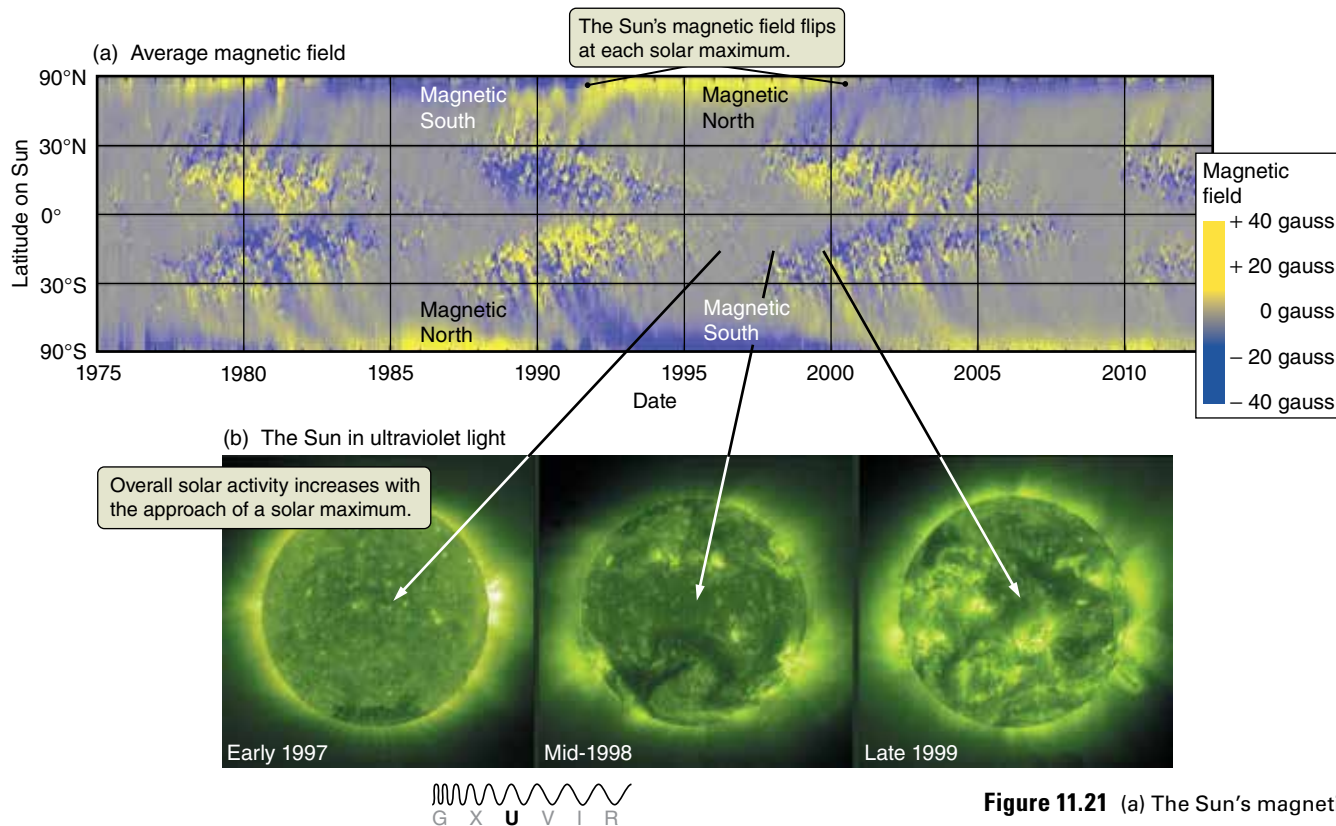 The Sun's magnetic field flips
at each solar maximum.
(a) Average magnetic field
90°N
30°N
0°
30°S
90°S
Latitude on Sun
Magnetic
South
Magnetic
North
Magnetic
North
Magnetic
South
1975 1980 1985 1990 1995 2000 2005 2010
Date
Magnetic
field
+ 40 gauss
+ 20 gauss
0 gauss
– 20 gauss
– 40 gauss
(b) The Sun in ultraviolet light
Overall solar activity increases with
the approach of a solar maximum.
Early 1997
Mid-1998
Late 1999
G X U V I R
Figure 11.21 (a) The Sun's magneti